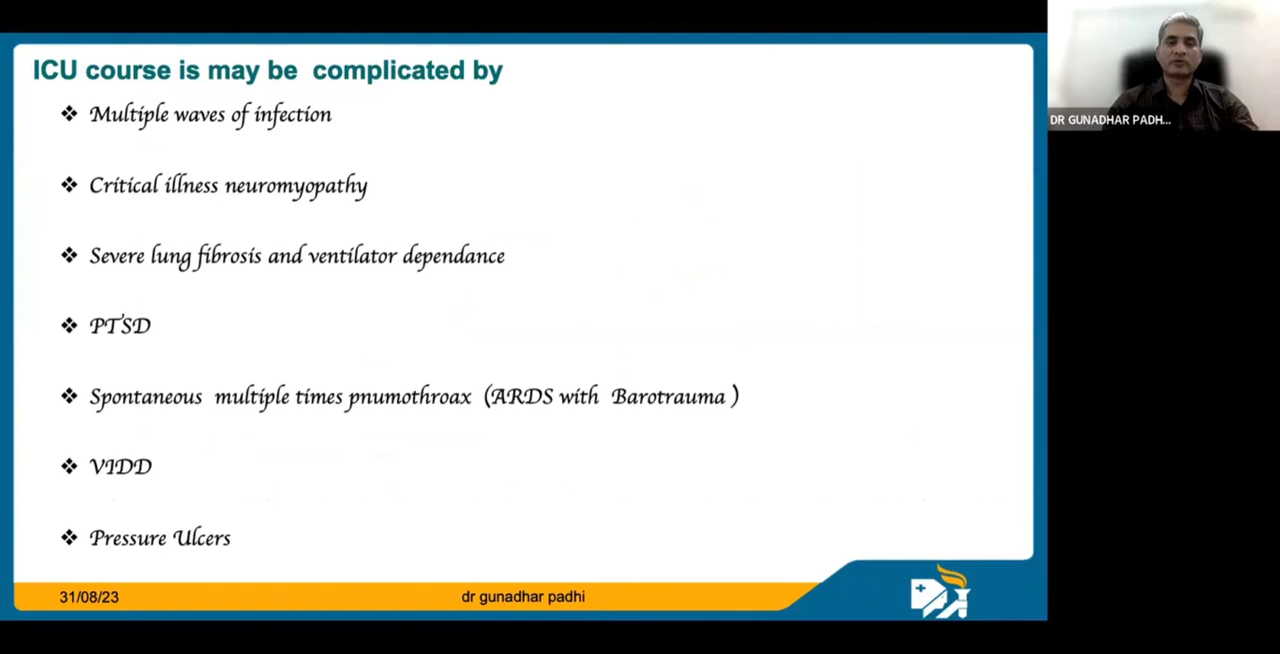 ICU course is may be complicated by
❖ Multiple waves of infection
❖ Critical illness neuromyopathy
❖ Severe lung fibrosis and ventilator dependance
❖ PTSD
❖ Spontaneous multiple times pnumothroax (ARDS with Barotrauma )
❖ VIDD
❖ Pressure Ulcers
31/08/23
dr gunadhar padhi
DR GUNADHAR PADH...